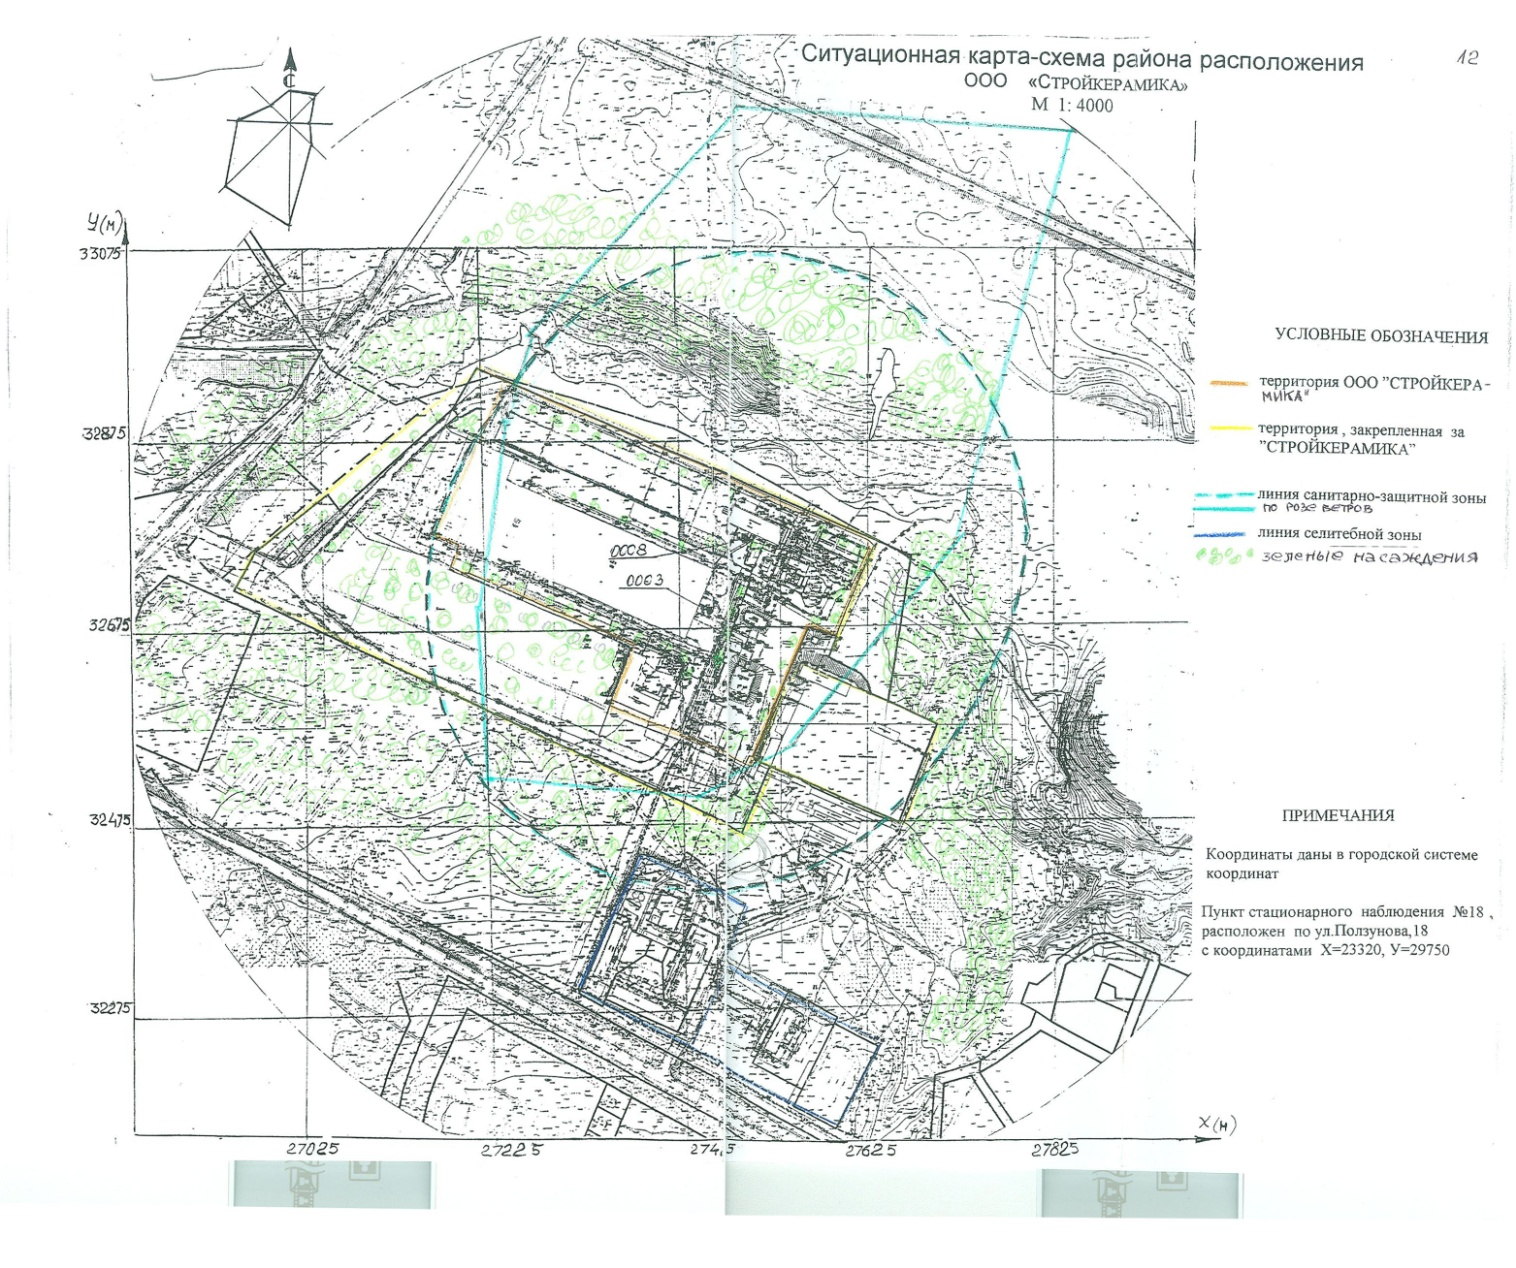 Ситуационная карта-схема района расположения
ООО «СТРОЙКЕРАМИКА»
М 1: 4000
12
С
У(м)
33075
32875
32675
32475
32275
0008
0063
УСЛОВНЫЕ ОБОЗНАЧЕНИЯ
территория ООО "СТРОЙКЕРА-
МИКА"
территория , закрепленная за
"СТРОЙКЕРАМИКА"
линия санитарно-защитной зоны
по розе ветров
линия селитебной зоны
зеленые насаждения
ПРИМЕЧАНИЯ
Координаты даны в городской системе
координат
Пункт стационарного наблюдения №18 ,
расположен по ул.Ползунова,18
с координатами Х=23320, У=29750
Х(м)
27025
27225
27625
27825